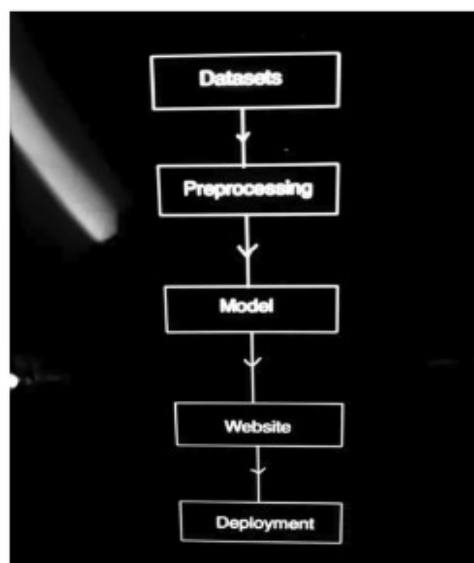 Datasets
Preprocessing
Model
Website
Deployment